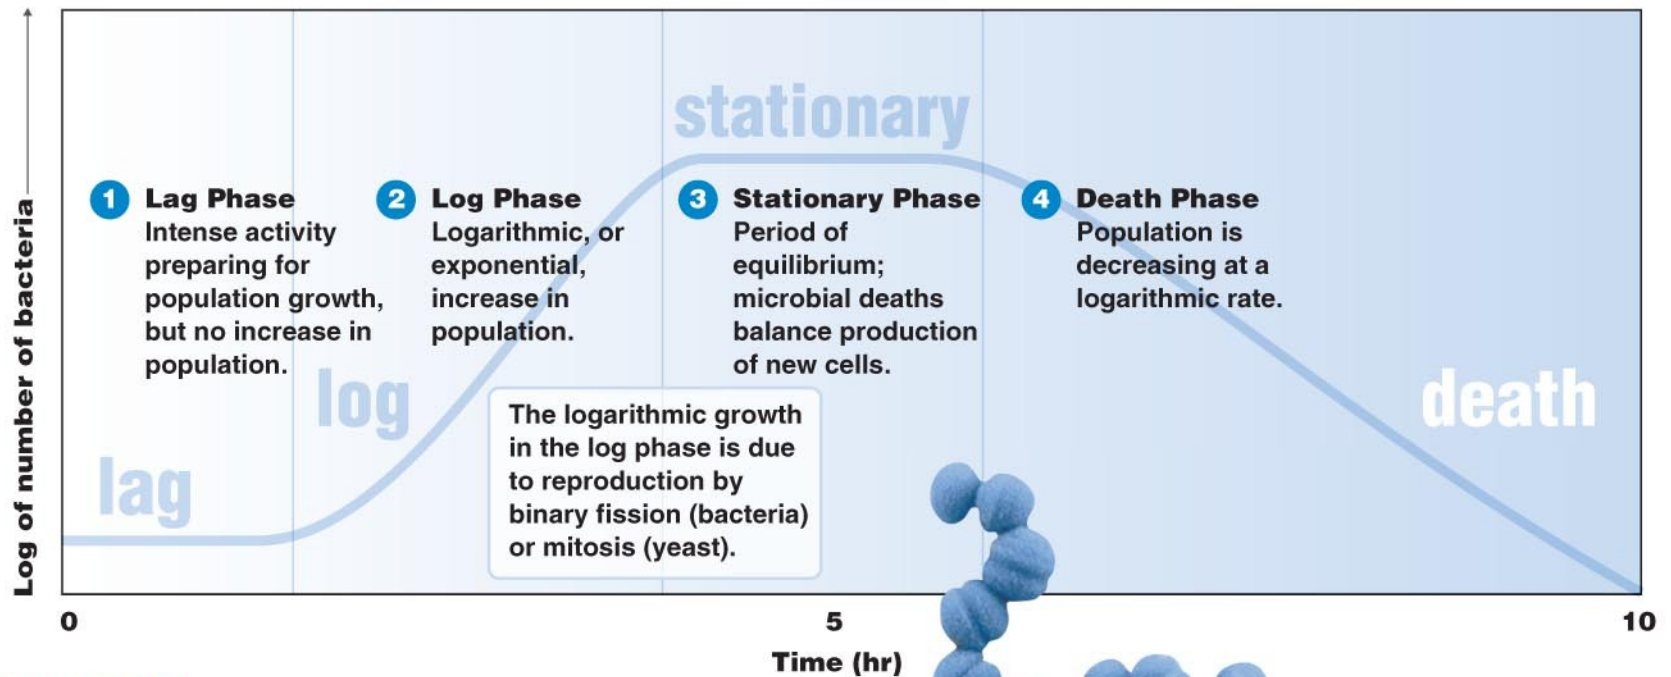 Log of number of bacteria
stationary
1 Lag Phase
Intense activity
preparing for
population growth,
but no increase in
population.
2 Log Phase
Logarithmic, or
exponential,
increase in
population.
3 Stationary Phase
Period of
equilibrium;
microbial deaths
balance production
of new cells.
4 Death Phase
Population is
decreasing at a
logarithmic rate.
lag
log
death
The logarithmic growth
in the log phase is due
to reproduction by
binary fission (bacteria)
or mitosis (yeast).
0 5 10
Time (hr)